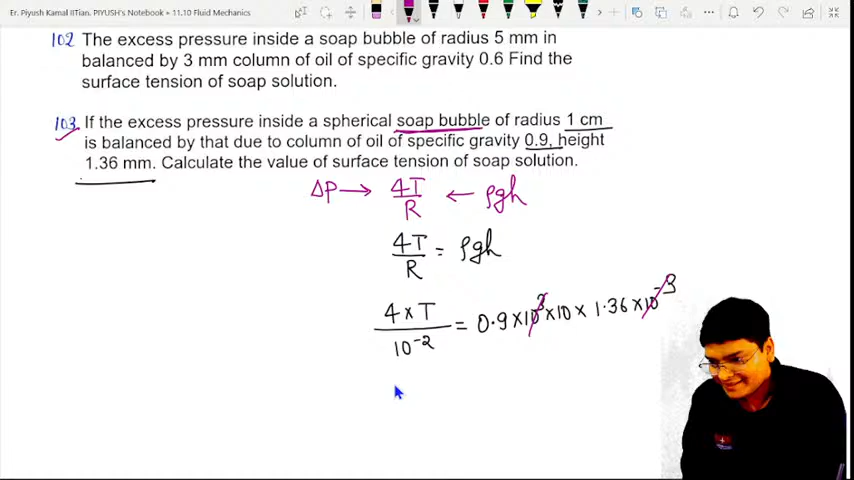 Er. Piyush Kamal IITian. PIYUSH's Notebook » 11.10 Fluid Mechanics
102 The excess pressure inside a soap bubble of radius 5 mm in
balanced by 3 mm column of oil of specific gravity 0.6 Find the
surface tension of soap solution.
103. If the excess pressure inside a spherical soap bubble of radius 1 cm
is balanced by that due to column of oil of specific gravity 0.9, height
1.36 mm. Calculate the value of surface tension of soap solution.
ΔP → 4T/R ← ρgh
4T/R = ρgh
4 × T / 10⁻² = 0.9 × 10³ × 10 × 1.36 × 10⁻³